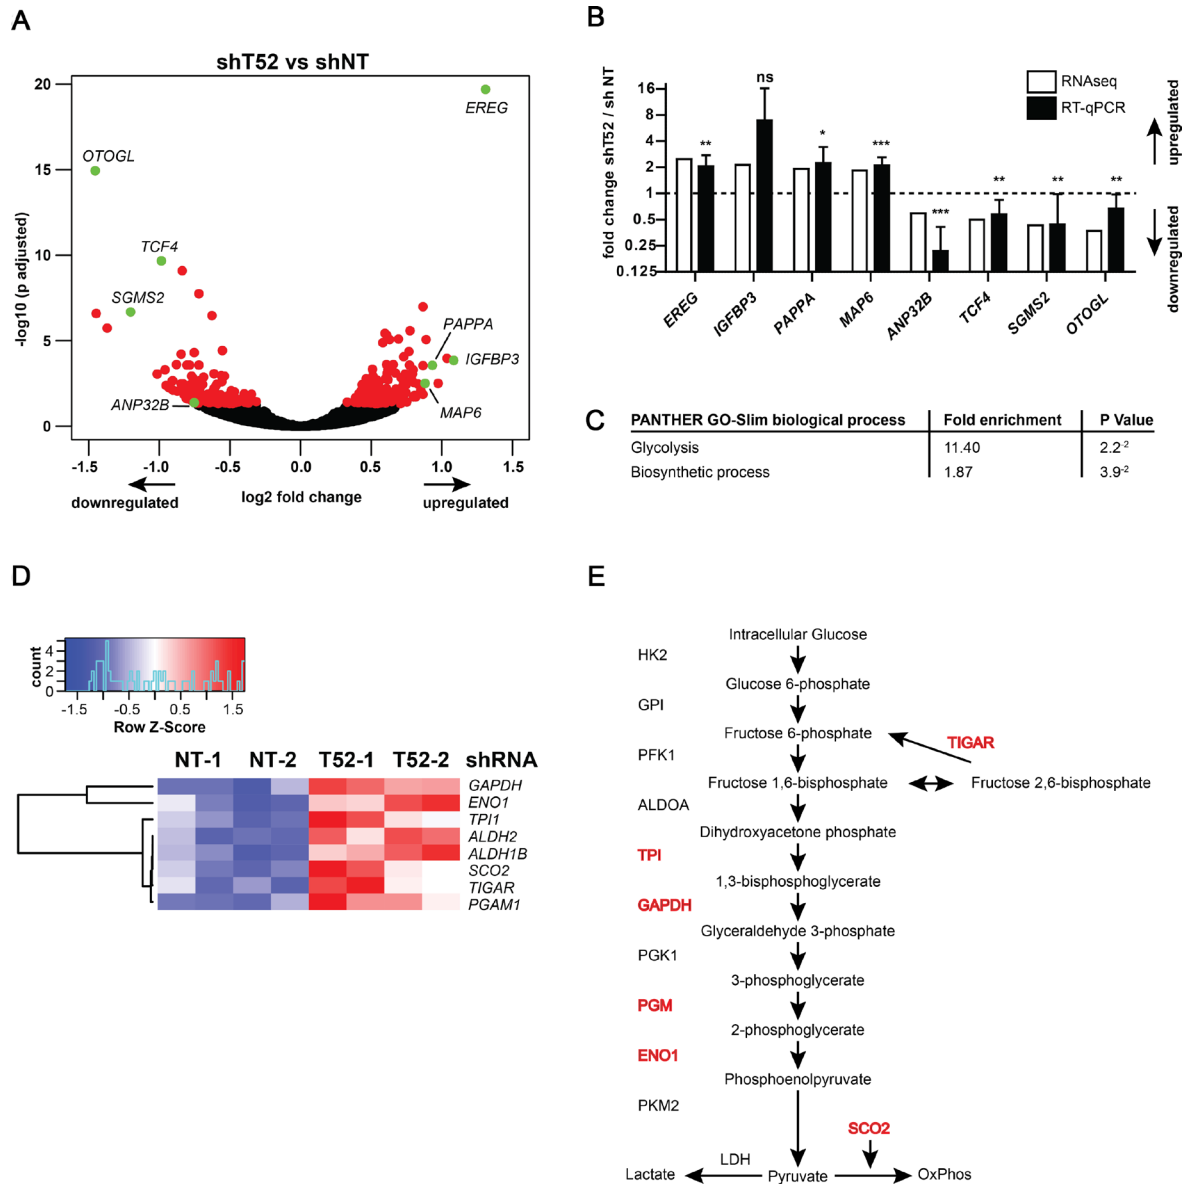 A
shT52 vs shNT
20
15
10
5
0
-log10 (p adjusted)
EREG
OTOGL
TCF4
SGMS2
PAPPA
IGFBP3
ANP32B
MAP6
-1.5 -1.0 -0.5 0.0 0.5 1.0 1.5
downregulated log2 fold change upregulated
B
fold change shT52 / sh NT
16
8
4
2
1
0.5
0.25
0.125
RNAseq
RT-qPCR
upregulated
downregulated
** ns * *** *** ** ** **
EREG IGFBP3 PAPPA MAP6 ANP32B TCF4 SGMS2 OTOGL
C
PANTHER GO-Slim biological process Fold enrichment P Value
Glycolysis 11.40 2.2-2
Biosynthetic process 1.87 3.9-2
D
count
4
2
0
-1.5 -0.5 0.5 1.5
Row Z-Score
NT-1 NT-2 T52-1 T52-2 shRNA
GAPDH
ENO1
TPI1
ALDH2
ALDH1B
SCO2
TIGAR
PGAM1
E
Intracellular Glucose
HK2
Glucose 6-phosphate
GPI
Fructose 6-phosphate
TIGAR
PFK1
Fructose 1,6-bisphosphate Fructose 2,6-bisphosphate
ALDOA
Dihydroxyacetone phosphate
TPI
1,3-bisphosphoglycerate
GAPDH
Glyceraldehyde 3-phosphate
PGK1
3-phosphoglycerate
PGM
2-phosphoglycerate
ENO1
Phosphoenolpyruvate
PKM2
SCO2
LDH
Lactate Pyruvate OxPhos